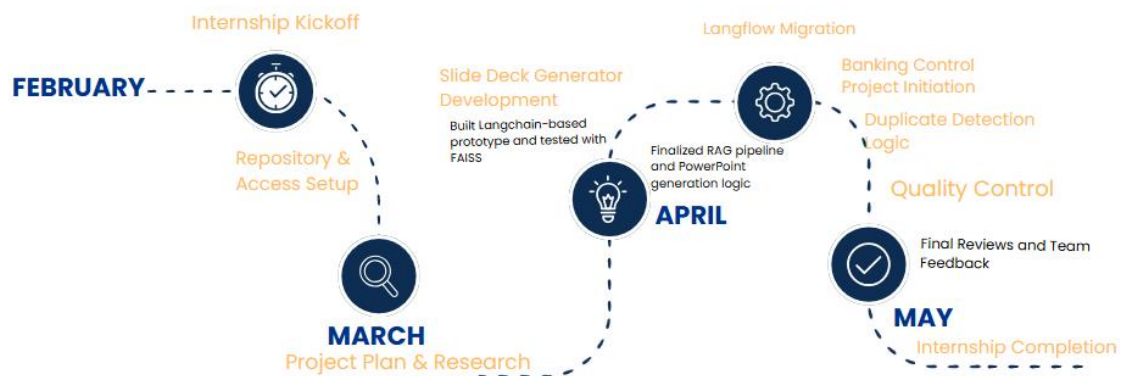 Internship Kickoff
FEBRUARY
Repository &
Access Setup
MARCH
Project Plan & Research
Slide Deck Generator
Development
Built Langchain-based
prototype and tested with
FAISS
Finalized RAG pipeline
and PowerPoint
generation logic
APRIL
Langflow Migration
Banking Control
Project Initiation
Duplicate Detection
Logic
Quality Control
Final Reviews and Team
Feedback
MAY
Internship Completion